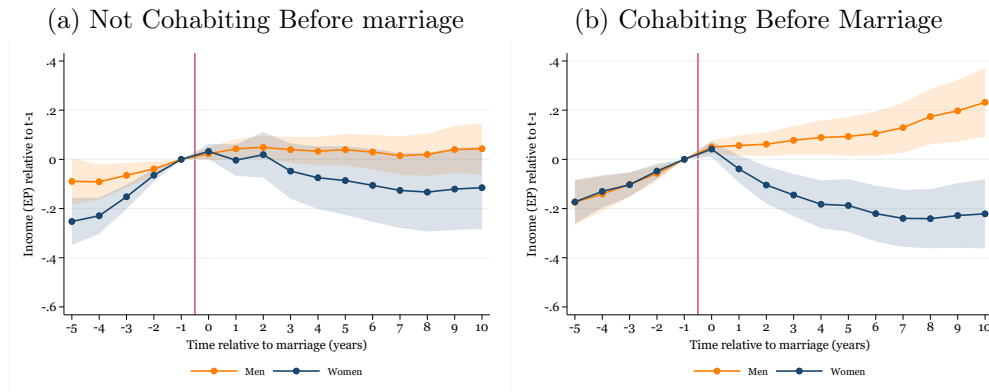 (a) Not Cohabiting Before marriage
Income (EP) relative to t-1
.4
.2
0
-.2
-.4
-.6
-5 -4 -3 -2 -1 0 1 2 3 4 5 6 7 8 9 10
Time relative to marriage (years)
Men Women
(b) Cohabiting Before Marriage
Income (EP) relative to t-1
.4
.2
0
-.2
-.4
-.6
-5 -4 -3 -2 -1 0 1 2 3 4 5 6 7 8 9 10
Time relative to marriage (years)
Men Women